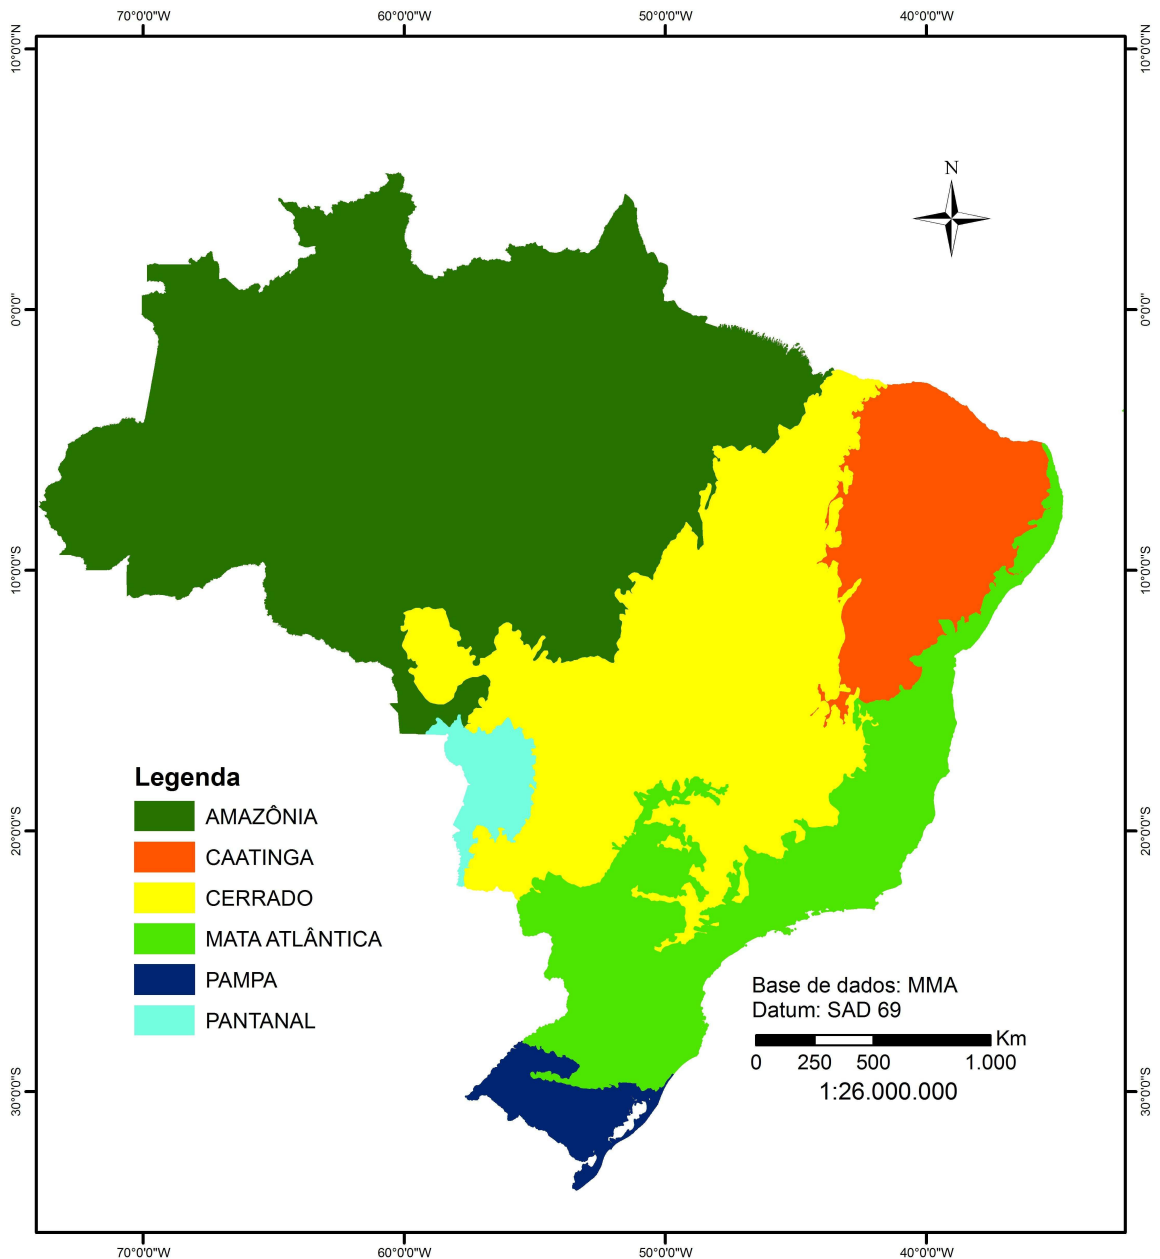 70°0'0"W 60°0'0"W 50°0'0"W 40°0'0"W
10°0'0"N 10°0'0"N
N
0°0'0" 0°0'0"
10°0'0"S 10°0'0"S
Legenda
AMAZÔNIA
20°0'0"S 20°0'0"S
CAATINGA
CERRADO
MATA ATLÂNTICA
PAMPA
PANTANAL
Base de dados: MMA
Datum: SAD 69
Km
0 250 500 1.000
1:26.000.000
30°0'0"S 30°0'0"S
70°0'0"W 60°0'0"W 50°0'0"W 40°0'0"W